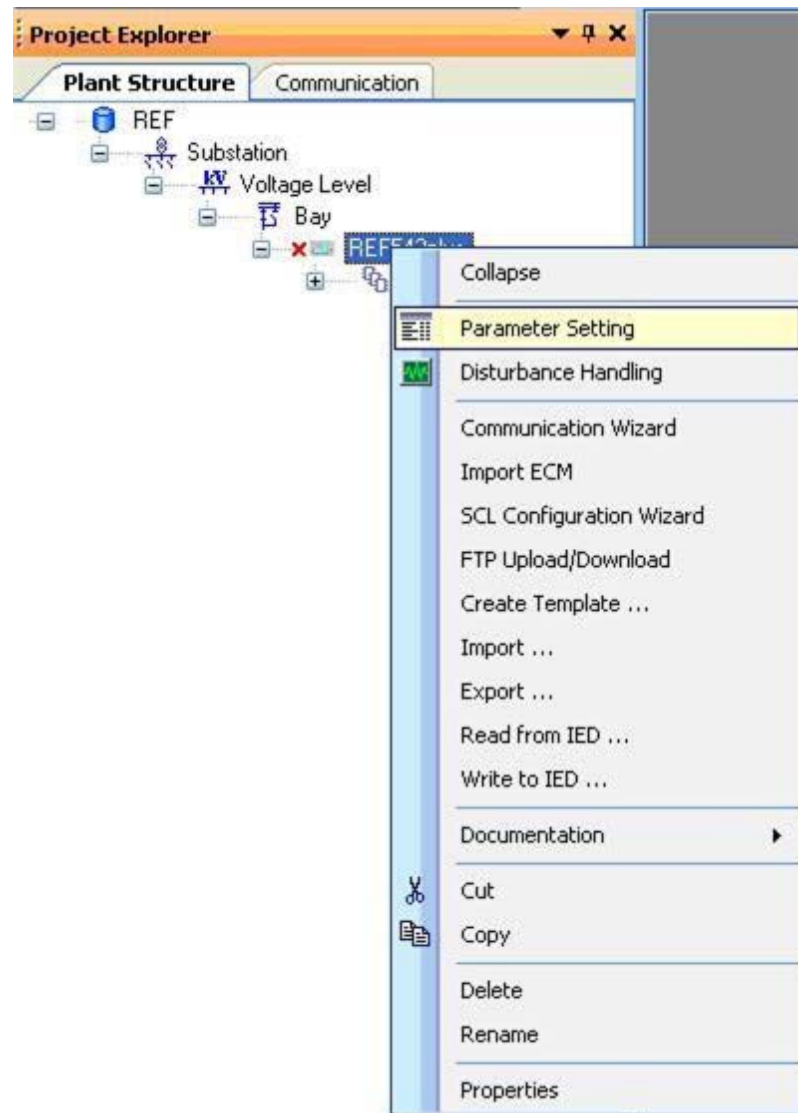 Project Explorer
Plant Structure
Communication
REF
Substation
Voltage Level
Bay
Collapse
Parameter Setting
Disturbance Handling
Communication Wizard
Import ECM
SCL Configuration Wizard
FTP Upload/Download
Create Template ...
Import ...
Export ...
Read from IED ...
Write to IED ...
Documentation
Cut
Copy
Delete
Rename
Properties